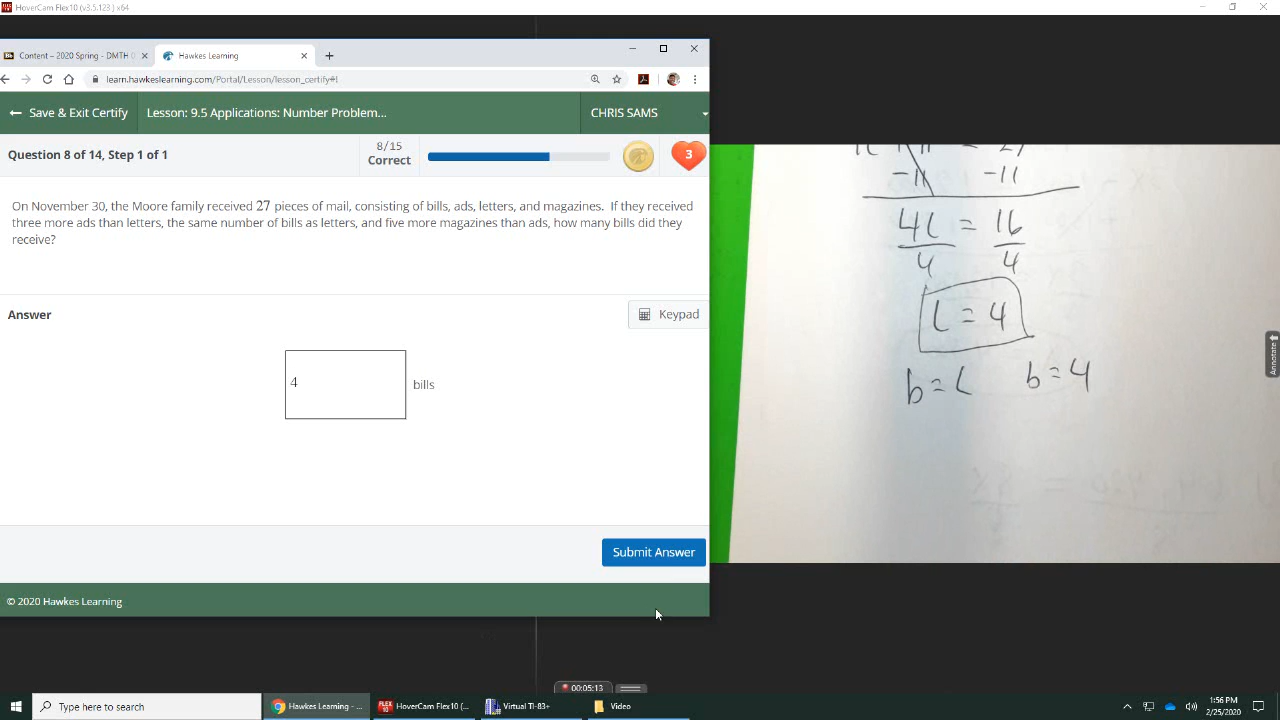 HoverCam Flex10 (v3.5.123 ) x64
Content – 2020 Spring - DMTH 0
Hawkes Learning
learn.hawkeslearning.com/Portal/Lesson/lesson_certify#!
Save & Exit Certify
Lesson: 9.5 Applications: Number Problem...
CHRIS SAMS
Question 8 of 14, Step 1 of 1
8/15
Correct
3
On November 30, the Moore family received 27 pieces of mail, consisting of bills, ads, letters, and magazines. If they received
three more ads than letters, the same number of bills as letters, and five more magazines than ads, how many bills did they
receive?
Answer
Keypad
4
bills
Submit Answer
© 2020 Hawkes Learning
-11 -11
4l = 16
4 4
l = 4
b = l b = 4
Annotate
00:05:13
Type here to search
Hawkes Learning - ...
HoverCam Flex10 (...
Virtual TI-83+
Video
1:56 PM
2/25/2020